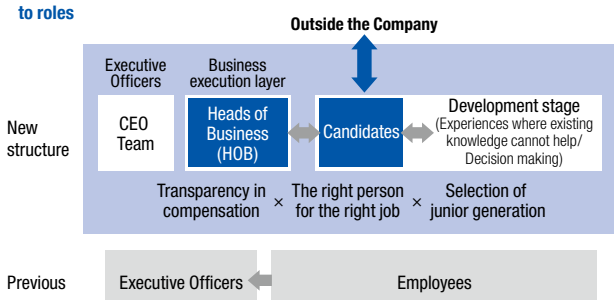 to roles
Outside the Company
Executive
Officers
Business
execution layer
New
structure
CEO
Team
Heads of
Business
(HOB)
Candidates
Development stage
(Experiences where existing
knowledge cannot help/
Decision making)
Transparency in
compensation
×
The right person
for the right job
×
Selection of
junior generation
Previous
Executive Officers
Employees